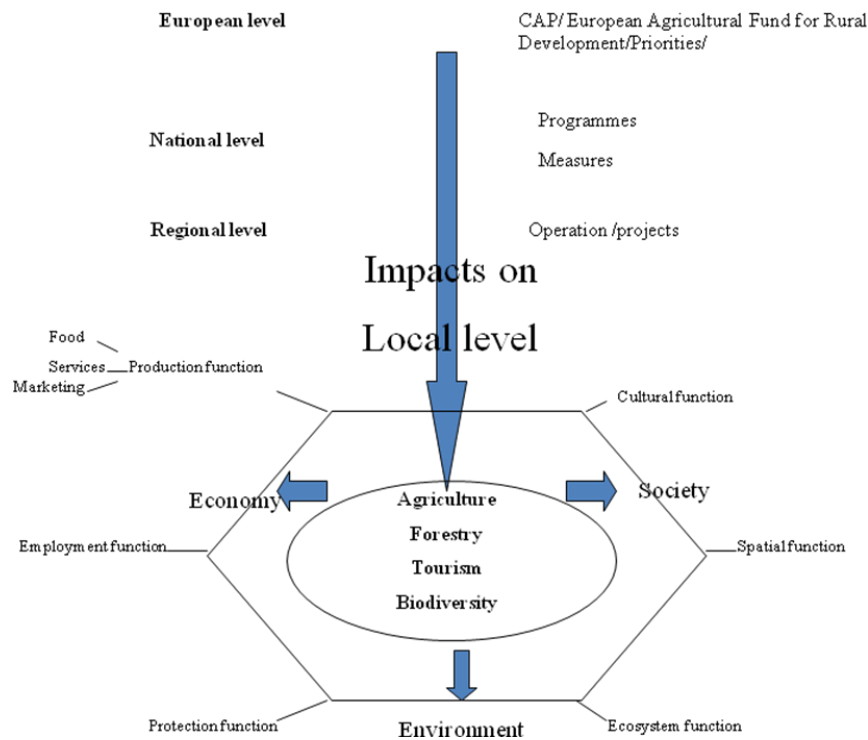 European level
CAP/ European Agricultural Fund for Rural
Development/Priorities/
Programmes
National level
Measures
Regional level
Operation /projects
Impacts on
Local level
Food
Services
Production function
Marketing
Cultural function
Economy
Society
Agriculture
Forestry
Tourism
Biodiversity
Employment function
Spatial function
Protection function
Environment
Ecosystem function